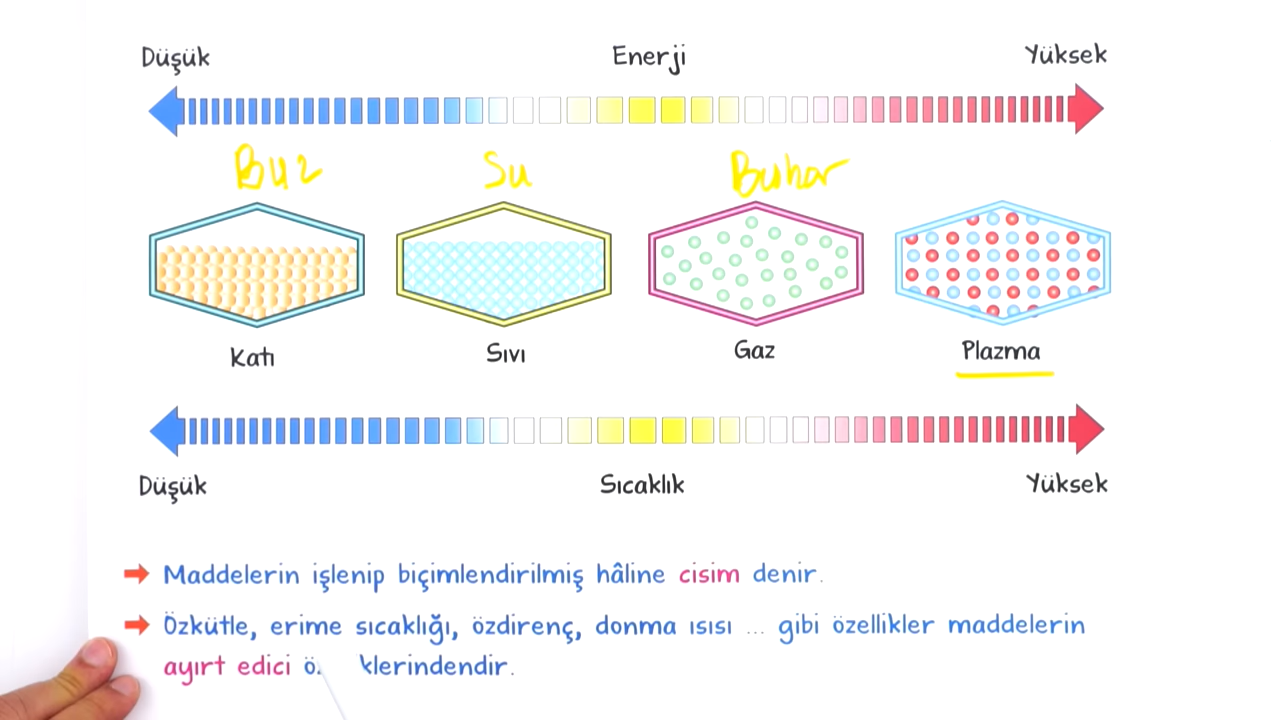 Düşük Enerji Yüksek
Buz Su Buhar
Katı Sıvı Gaz Plazma
Düşük Sıcaklık Yüksek
Maddelerin işlenip biçimlendirilmiş hâline cisim denir.
Özkütle, erime sıcaklığı, özdirenç, donma ısısı ... gibi özellikler maddelerin
ayırt edici